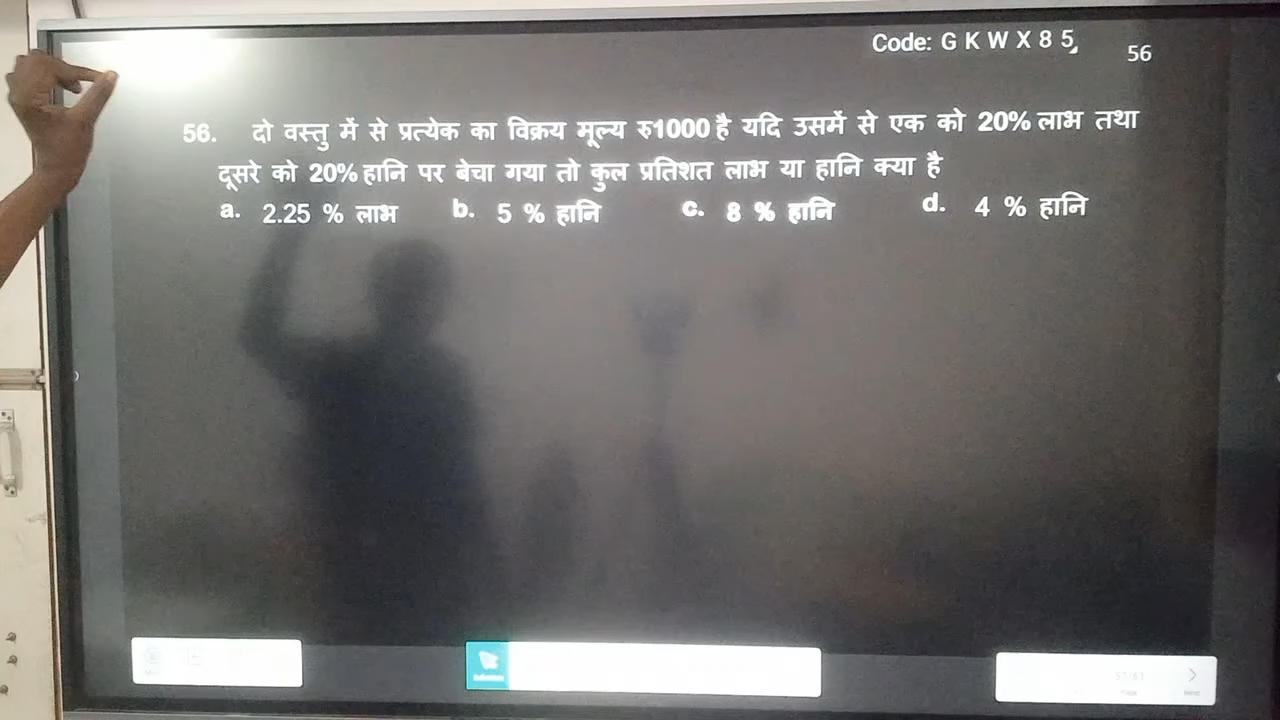 Code: G K W X 8 5
56
56. दो वस्तु में से प्रत्येक का विक्रय मूल्य रु1000 है यदि उसमें से एक को 20% लाभ तथा
दूसरे को 20% हानि पर बेचा गया तो कुल प्रतिशत लाभ या हानि क्या है
a. 2.25 % लाभ b. 5 % हानि c. 8 % हानि d. 4 % हानि